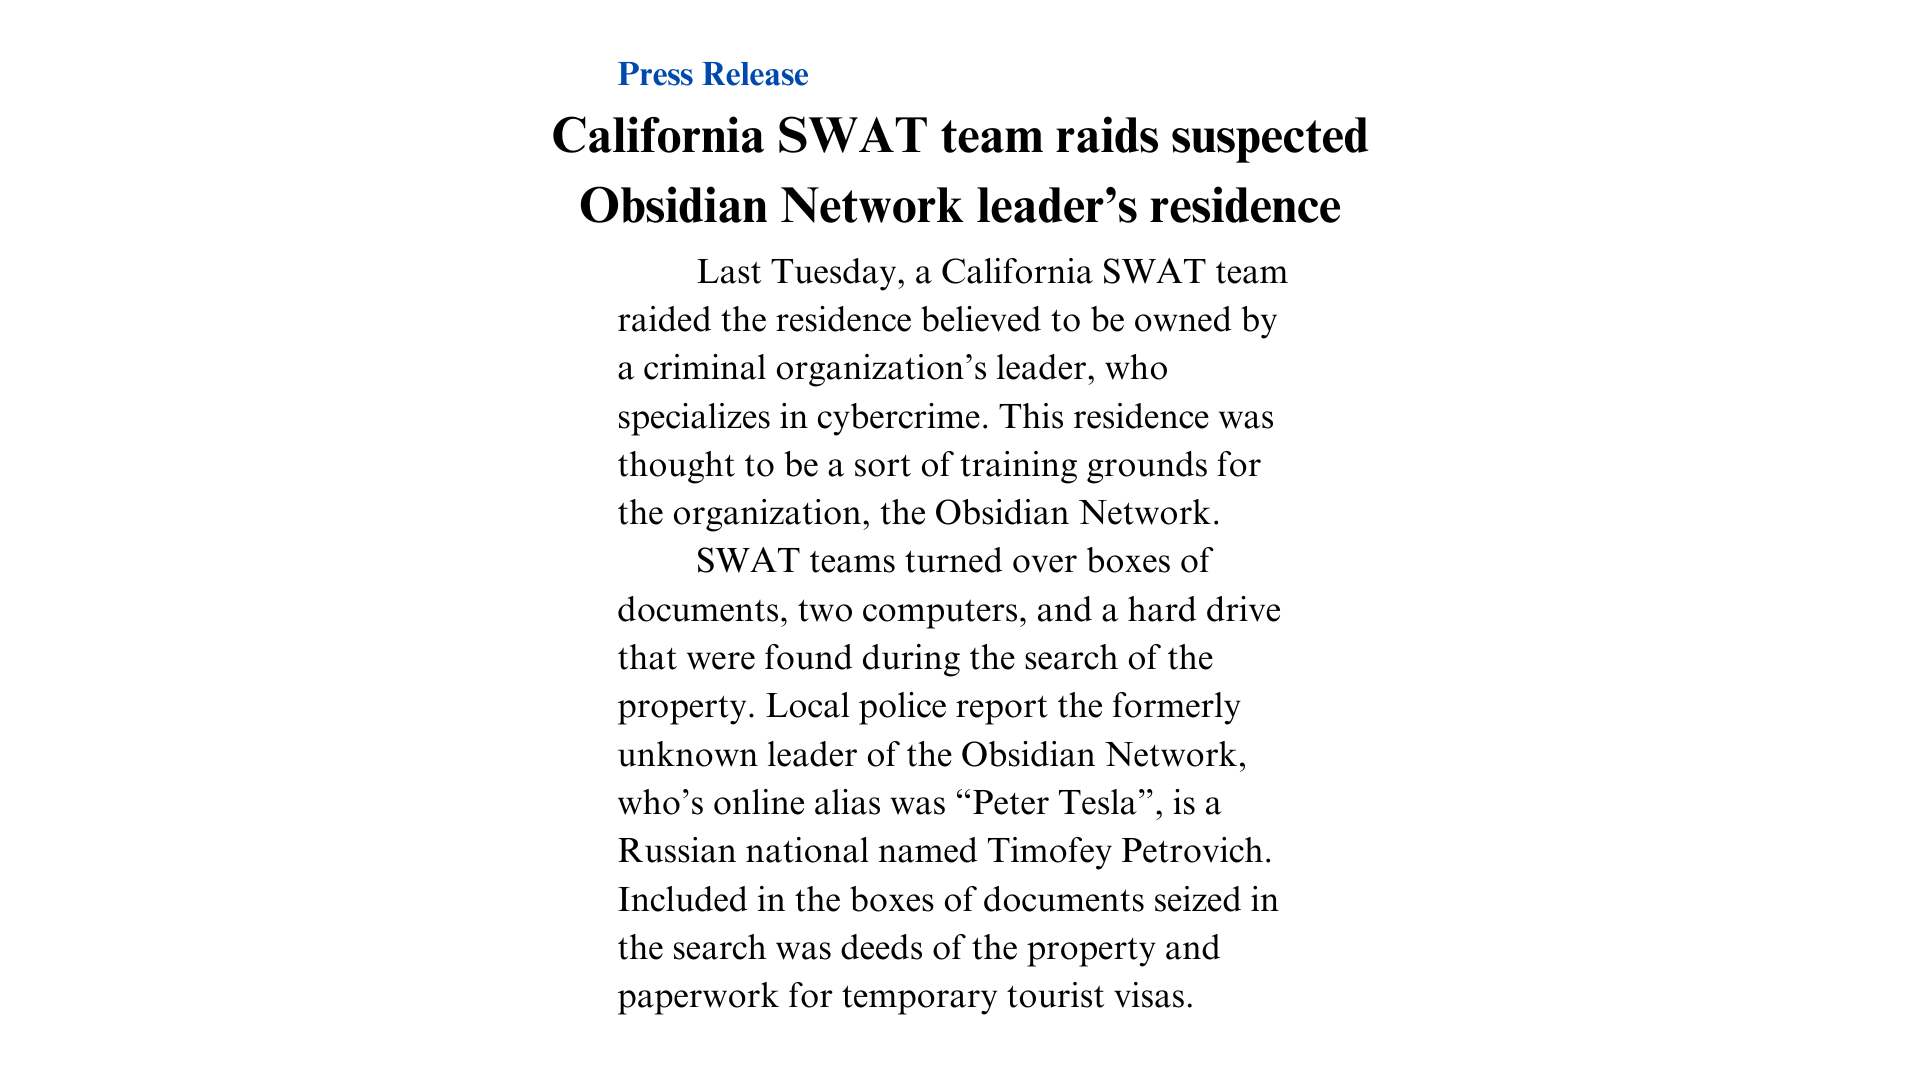 Press Release
California SWAT team raids suspected
Obsidian Network leader’s residence
Last Tuesday, a California SWAT team
raided the residence believed to be owned by
a criminal organization’s leader, who
specializes in cybercrime. This residence was
thought to be a sort of training grounds for
the organization, the Obsidian Network.
SWAT teams turned over boxes of
documents, two computers, and a hard drive
that were found during the search of the
property. Local police report the formerly
unknown leader of the Obsidian Network,
who’s online alias was “Peter Tesla”, is a
Russian national named Timofey Petrovich.
Included in the boxes of documents seized in
the search was deeds of the property and
paperwork for temporary tourist visas.